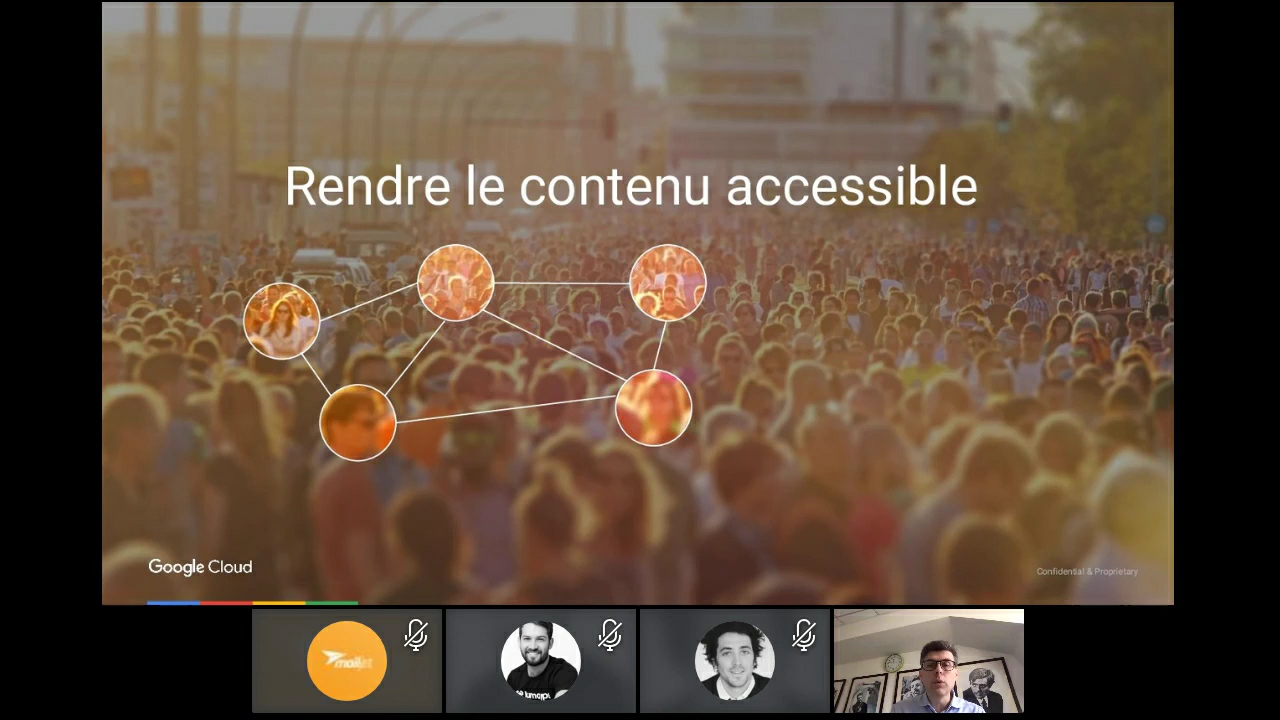 Rendre le contenu accessible
Google Cloud
Confidential & Proprietary
mailjet